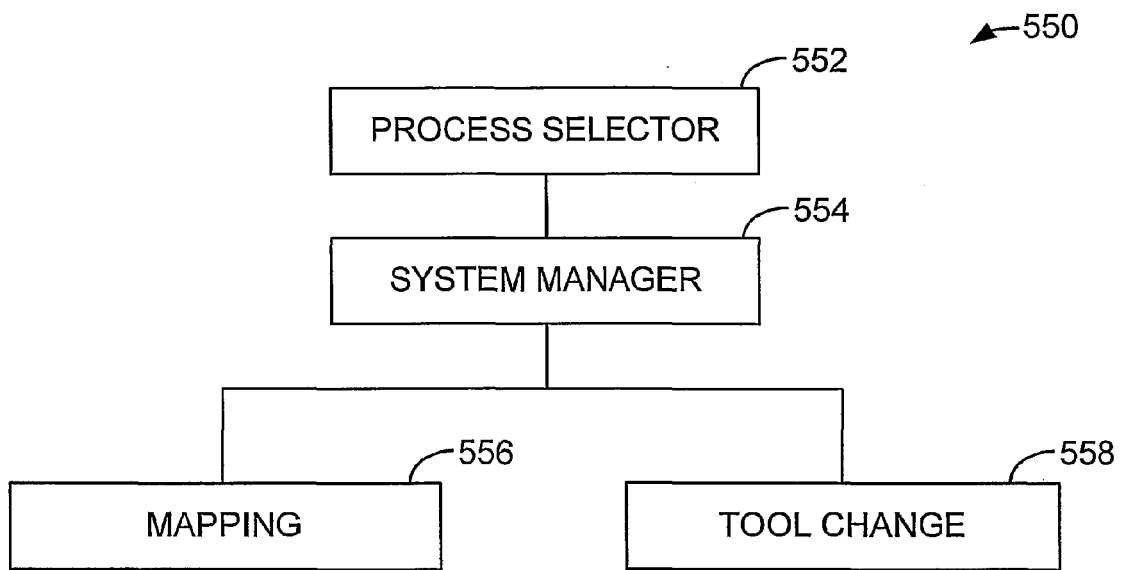 550
552
PROCESS SELECTOR
554
SYSTEM MANAGER
556
MAPPING
558
TOOL CHANGE